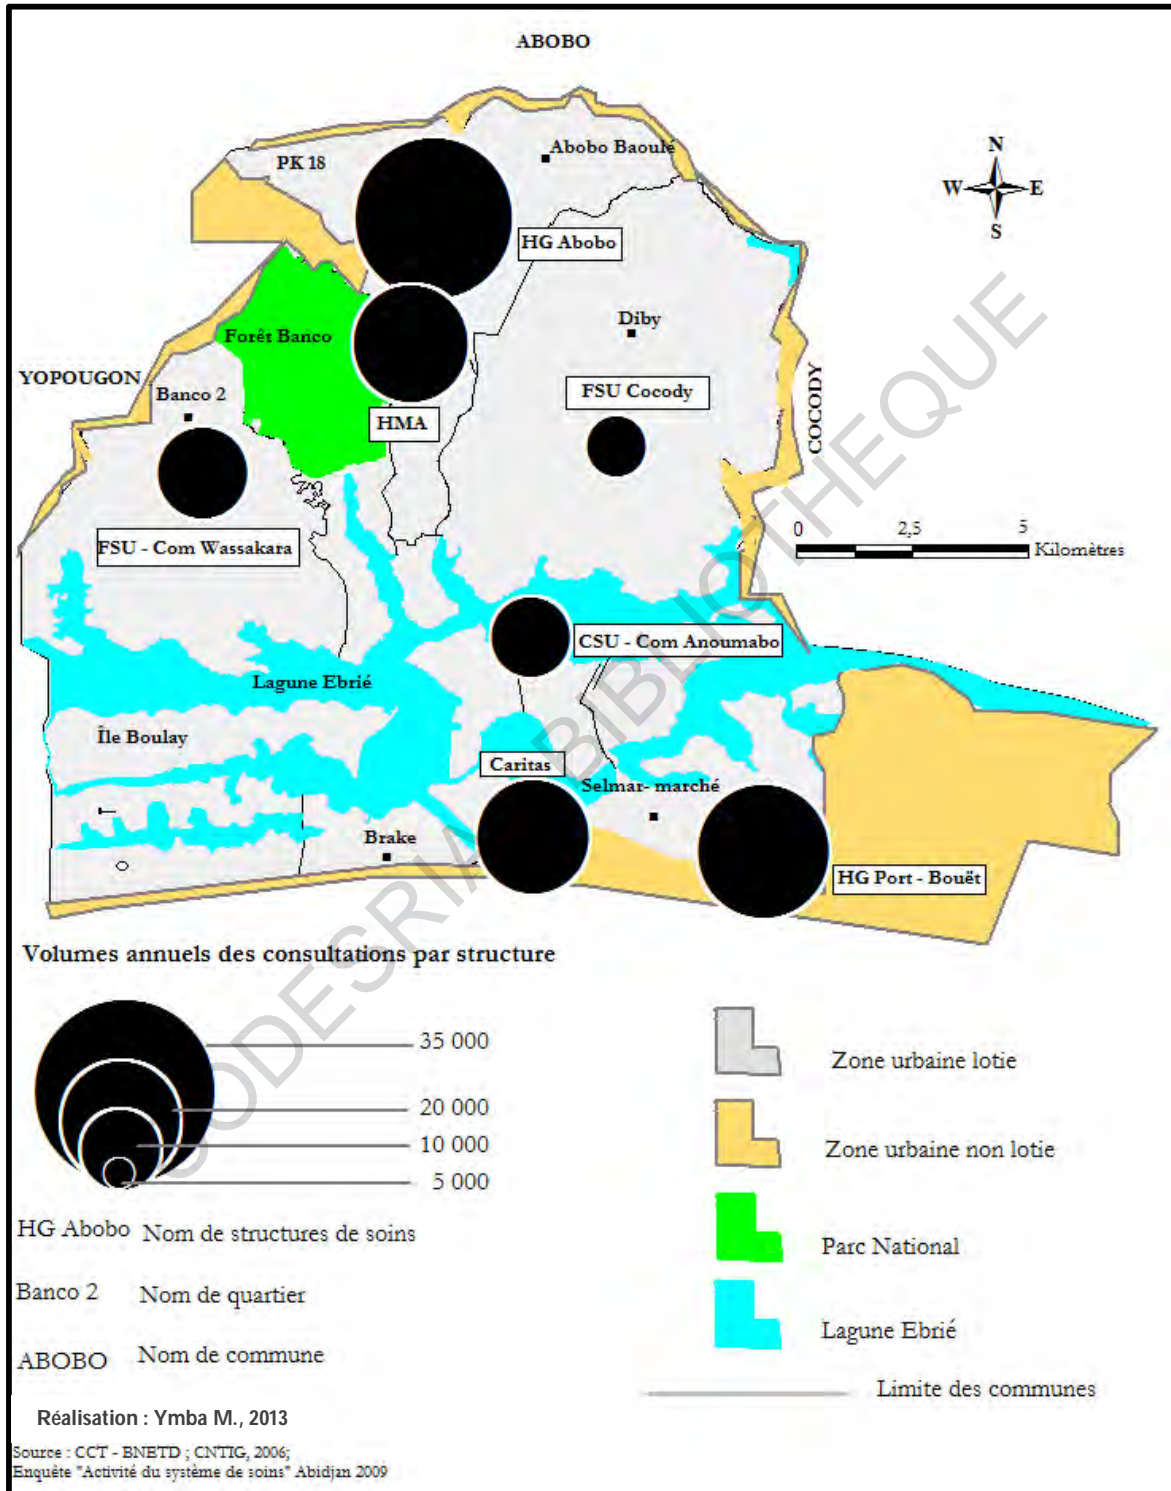 ABOBO
Abobo Baoulé
PK 18
N
W E
S
HG Abobo
Diby
Forêt Banco
YOPOUGON
Banco 2
FSU Cocody
COCODY
HMA
FSU - Com Wassakara
0 2,5 5
Kilomètres
CSU - Com Anoumabo
Lagune Ebrié
Île Boulay
Caritas
Selmar- marché
Brake
HG Port - Bouët
CODESRIA - BIBLIOTHEQUE
Volumes annuels des consultations par structure
35 000
20 000
10 000
5 000
HG Abobo Nom de structures de soins
Banco 2 Nom de quartier
ABOBO Nom de commune
Zone urbaine lotie
Zone urbaine non lotie
Parc National
Lagune Ebrié
Limite des communes
Réalisation : Ymba M., 2013
Source : CCT - BNETD ; CNTIG, 2006;
Enquête "Activité du système de soins" Abidjan 2009